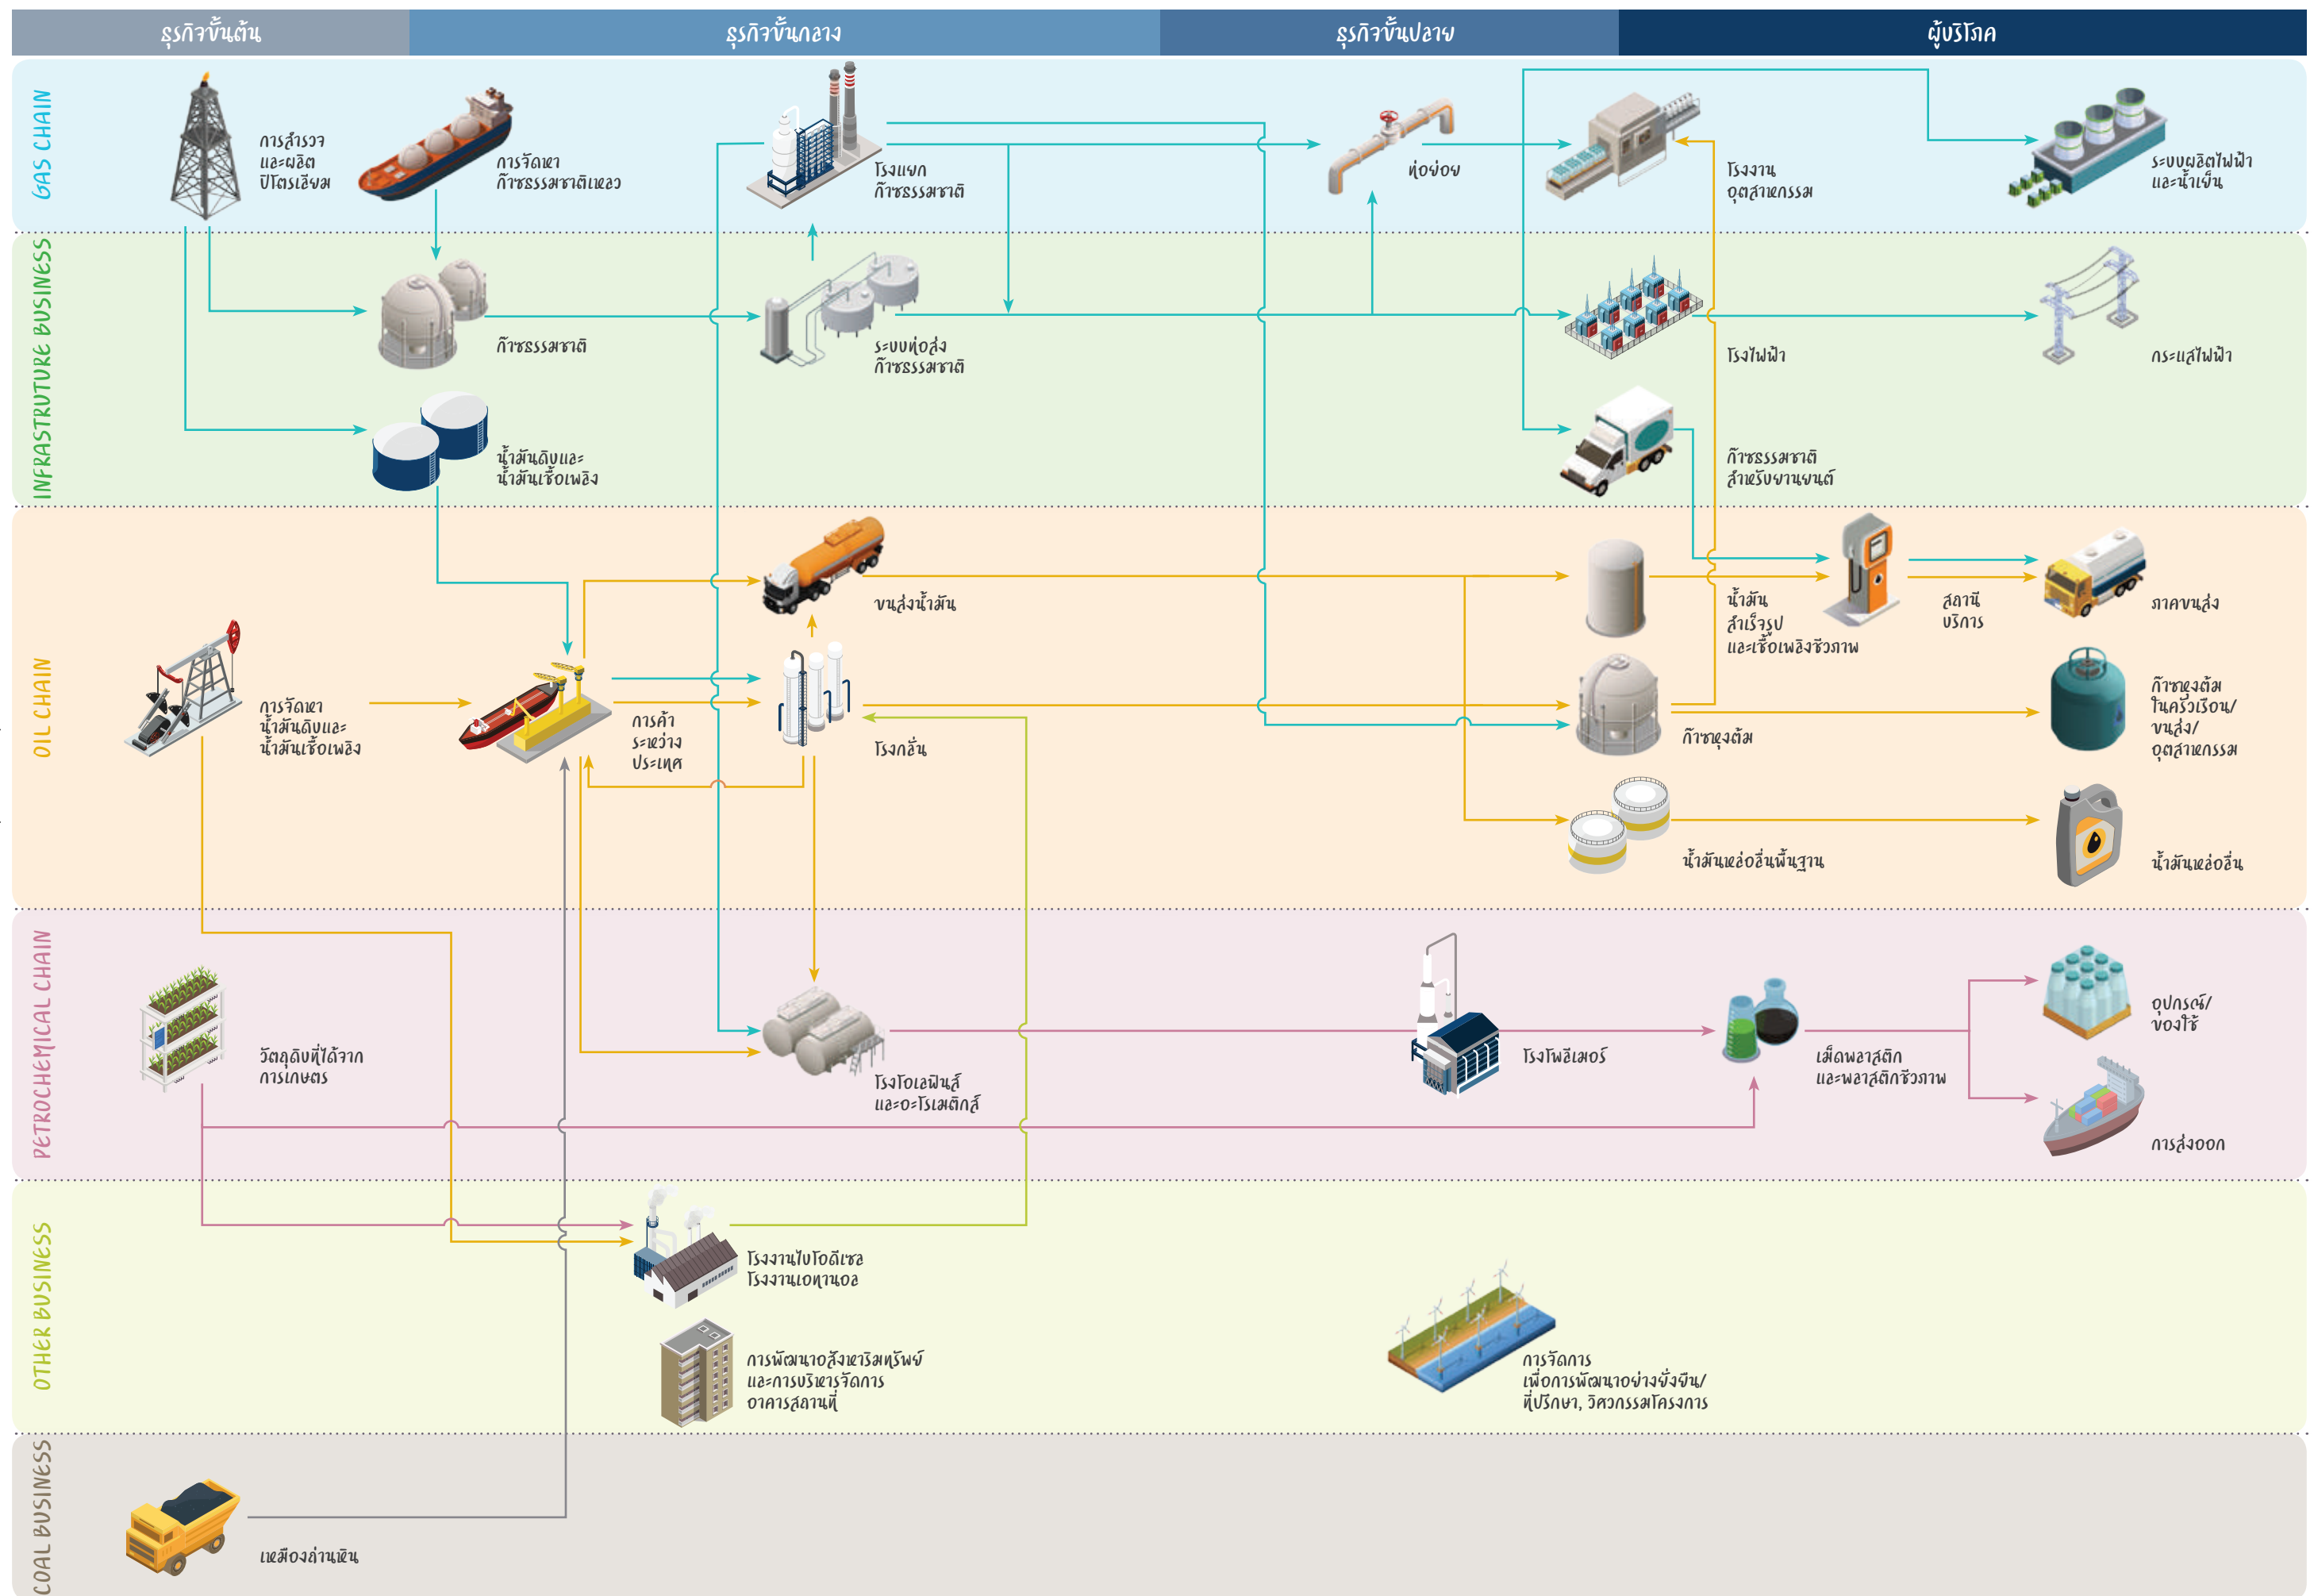 ธุรกิจขั้นต้น
ธุรกิจขั้นกลาง
ธุรกิจขั้นปลาย
ผู้บริโภค
GAS CHAIN
การสำรวจ
และผลิต
ปิโตรเลียม
การจัดหา
ก๊าซธรรมชาติเหลว
โรงแยก
ก๊าซธรรมชาติ
ท่อย่อย
โรงงาน
อุตสาหกรรม
ระบบผลิตไฟฟ้า
และน้ำเย็น
INFRASTRUTURE BUSINESS
ก๊าซธรรมชาติ
ระบบท่อส่ง
ก๊าซธรรมชาติ
โรงไฟฟ้า
กระแสไฟฟ้า
น้ำมันดิบและ
น้ำมันเชื้อเพลิง
ก๊าซธรรมชาติ
สำหรับยานยนต์
OIL CHAIN
ขนส่งน้ำมัน
น้ำมัน
สำเร็จรูป
และเชื้อเพลิงชีวภาพ
สถานี
บริการ
ภาคขนส่ง
การจัดหา
น้ำมันดิบและ
น้ำมันเชื้อเพลิง
การค้า
ระหว่าง
ประเทศ
โรงกลั่น
ก๊าซหุงต้ม
ก๊าซหุงต้ม
ในครัวเรือน/
ขนส่ง/
อุตสาหกรรม
น้ำมันหล่อลื่นพื้นฐาน
น้ำมันหล่อลื่น
PETROCHEMICAL CHAIN
วัตถุดิบที่ได้จาก
การเกษตร
โรงโอเลฟินส์
และอะโรเมติกส์
โรงโพลีเมอร์
เม็ดพลาสติก
และพลาสติกชีวภาพ
อุปกรณ์/
ของใช้
การส่งออก
OTHER BUSINESS
โรงงานไบโอดีเซล
โรงงานเอทานอล
การพัฒนาอสังหาริมทรัพย์
และการบริหารจัดการ
อาคารสถานที่
การจัดการ
เพื่อการพัฒนาอย่างยั่งยืน/
ที่ปรึกษา, วิศวกรรมโครงการ
COAL BUSINESS
เหมืองถ่านหิน